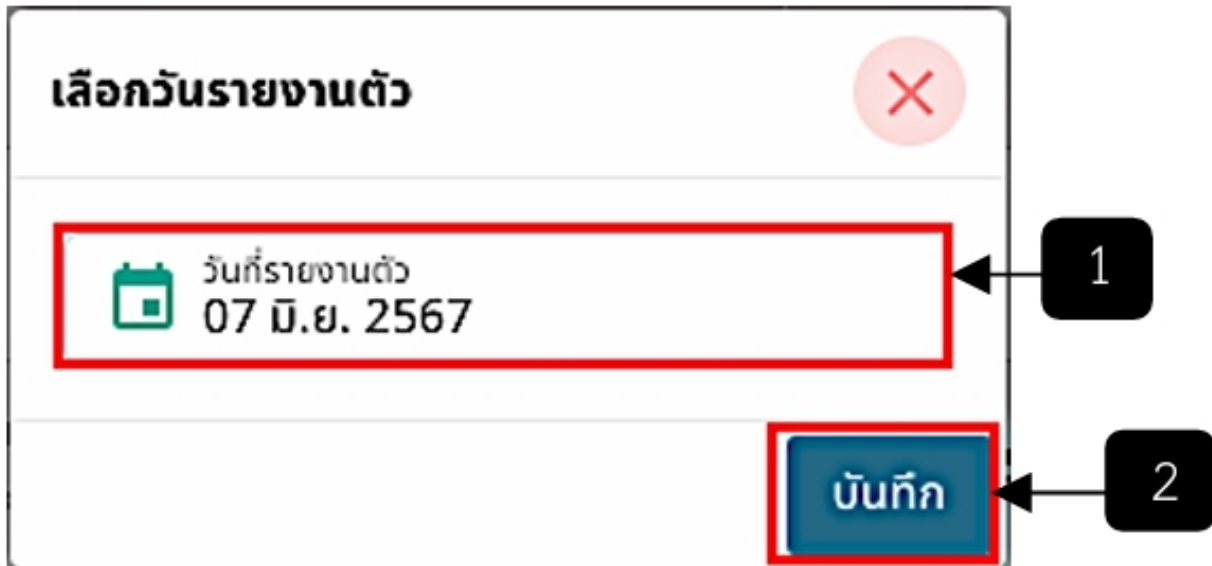 เลือกวันรายงานตัว
วันที่รายงานตัว
07 มิ.ย. 2567
1
บันทึก
2